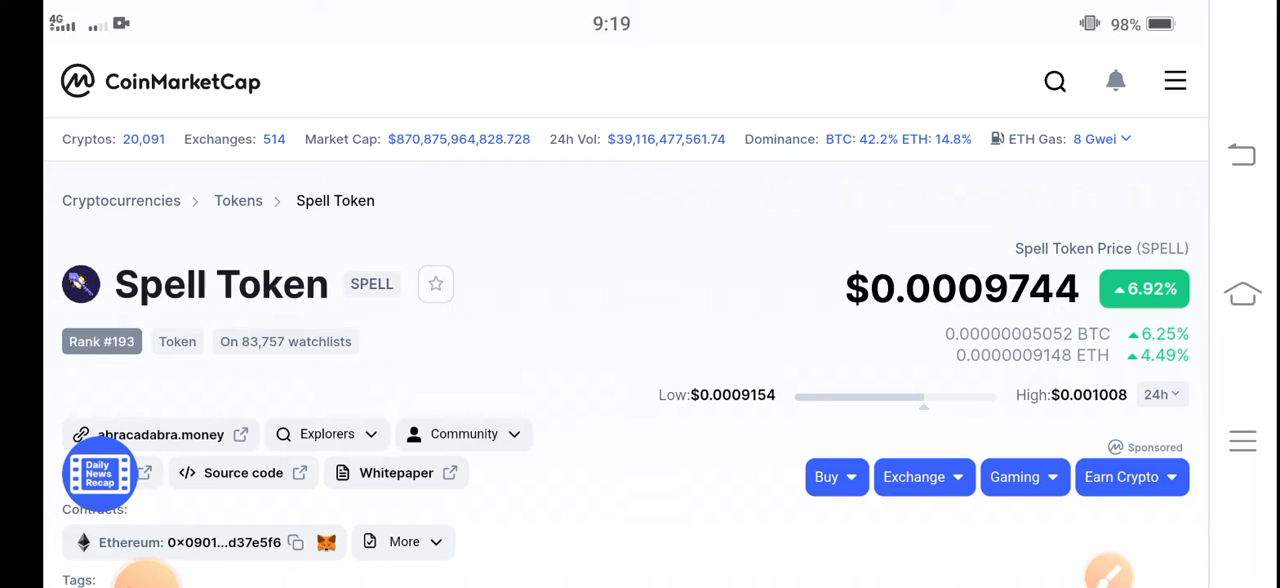 4G 9:19 98%
CoinMarketCap
Cryptos: 20,091 Exchanges: 514 Market Cap: $870,875,964,828.728 24h Vol: $39,116,477,561.74 Dominance: BTC: 42.2% ETH: 14.8% ETH Gas: 8 Gwei
Cryptocurrencies > Tokens > Spell Token
Spell Token Price (SPELL)
Spell Token SPELL $0.0009744 6.92%
Rank #193 Token On 83,757 watchlists
0.00000005052 BTC 6.25%
0.0000009148 ETH 4.49%
Low:$0.0009154 High:$0.001008 24h
abracadabra.money Explorers Community
Sponsored
Daily
News
Recap
Source code Whitepaper
Buy Exchange Gaming Earn Crypto
Contracts:
Ethereum: 0x0901...d37e5f6 More
Tags: